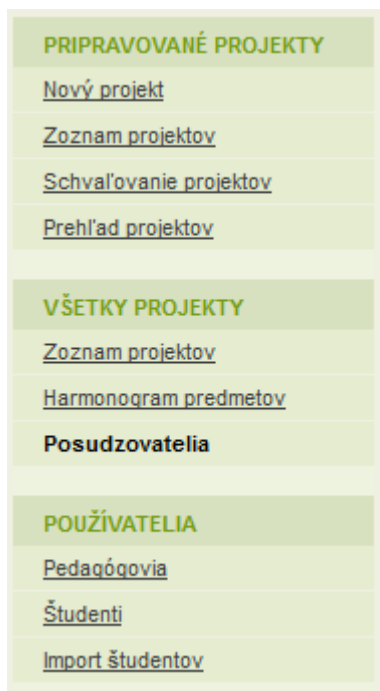 PRIPRAVOVANÉ PROJEKTY
Nový projekt
Zoznam projektov
Schvaľovanie projektov
Prehľad projektov
VŠETKY PROJEKTY
Zoznam projektov
Harmonogram predmetov
Posudzovatelia
POUŽÍVATELIA
Pedagógovia
Študenti
Import študentov